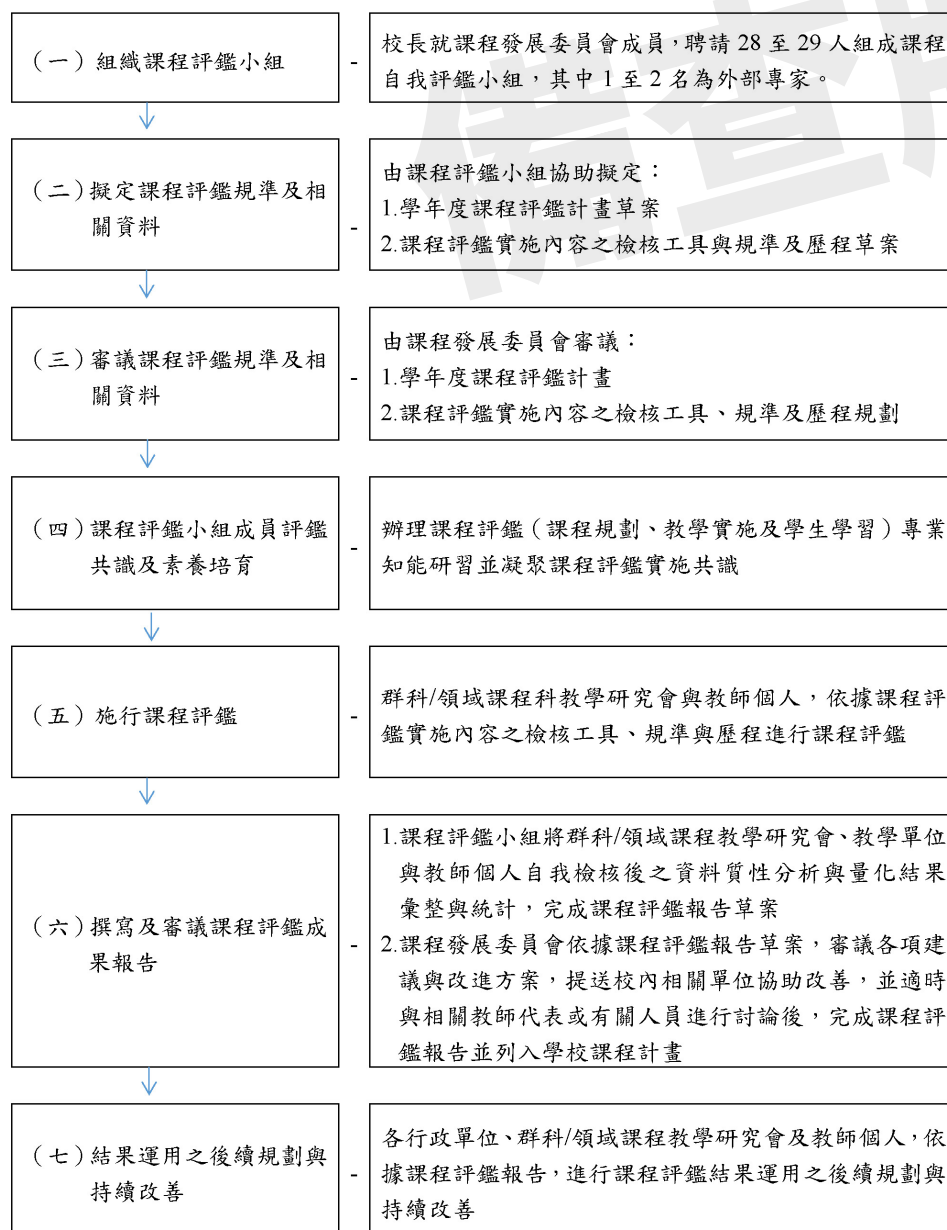 （一）組織課程評鑑小組
-
校長就課程發展委員會成員，聘請 28 至 29 人組成課程
自我評鑑小組，其中 1 至 2 名為外部專家。
（二）擬定課程評鑑規準及相
關資料
-
由課程評鑑小組協助擬定：
1.學年度課程評鑑計畫草案
2.課程評鑑實施內容之檢核工具與規準及歷程草案
（三）審議課程評鑑規準及相
關資料
-
由課程發展委員會審議：
1.學年度課程評鑑計畫
2.課程評鑑實施內容之檢核工具、規準及歷程規劃
（四）課程評鑑小組成員評鑑
共識及素養培育
-
辦理課程評鑑（課程規劃、教學實施及學生學習）專業
知能研習並凝聚課程評鑑實施共識
（五）施行課程評鑑
-
群科/領域課程科教學研究會與教師個人，依據課程評
鑑實施內容之檢核工具、規準與歷程進行課程評鑑
（六）撰寫及審議課程評鑑成
果報告
-
1.課程評鑑小組將群科/領域課程教學研究會、教學單位
與教師個人自我檢核後之資料質性分析與量化結果
彙整與統計，完成課程評鑑報告草案
2.課程發展委員會依據課程評鑑報告草案，審議各項建
議與改進方案，提送校內相關單位協助改善，並適時
與相關教師代表或有關人員進行討論後，完成課程評
鑑報告並列入學校課程計畫
（七）結果運用之後續規劃與
持續改善
-
各行政單位、群科/領域課程教學研究會及教師個人，依
據課程評鑑報告，進行課程評鑑結果運用之後續規劃與
持續改善
備查